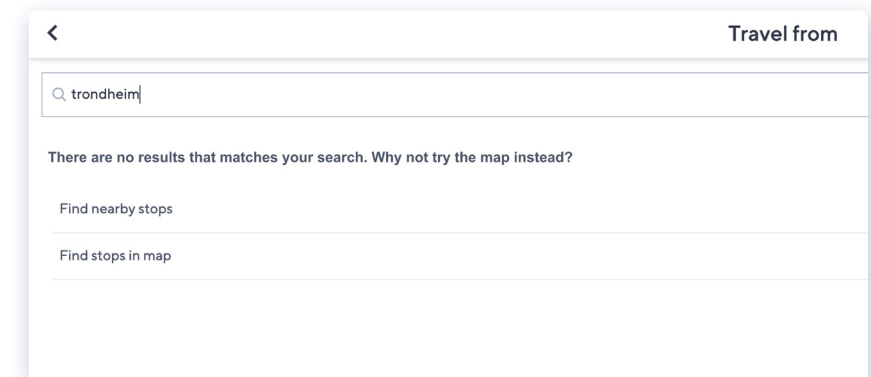 Travel from
trondheim
There are no results that matches your search. Why not try the map instead?
Find nearby stops
Find stops in map